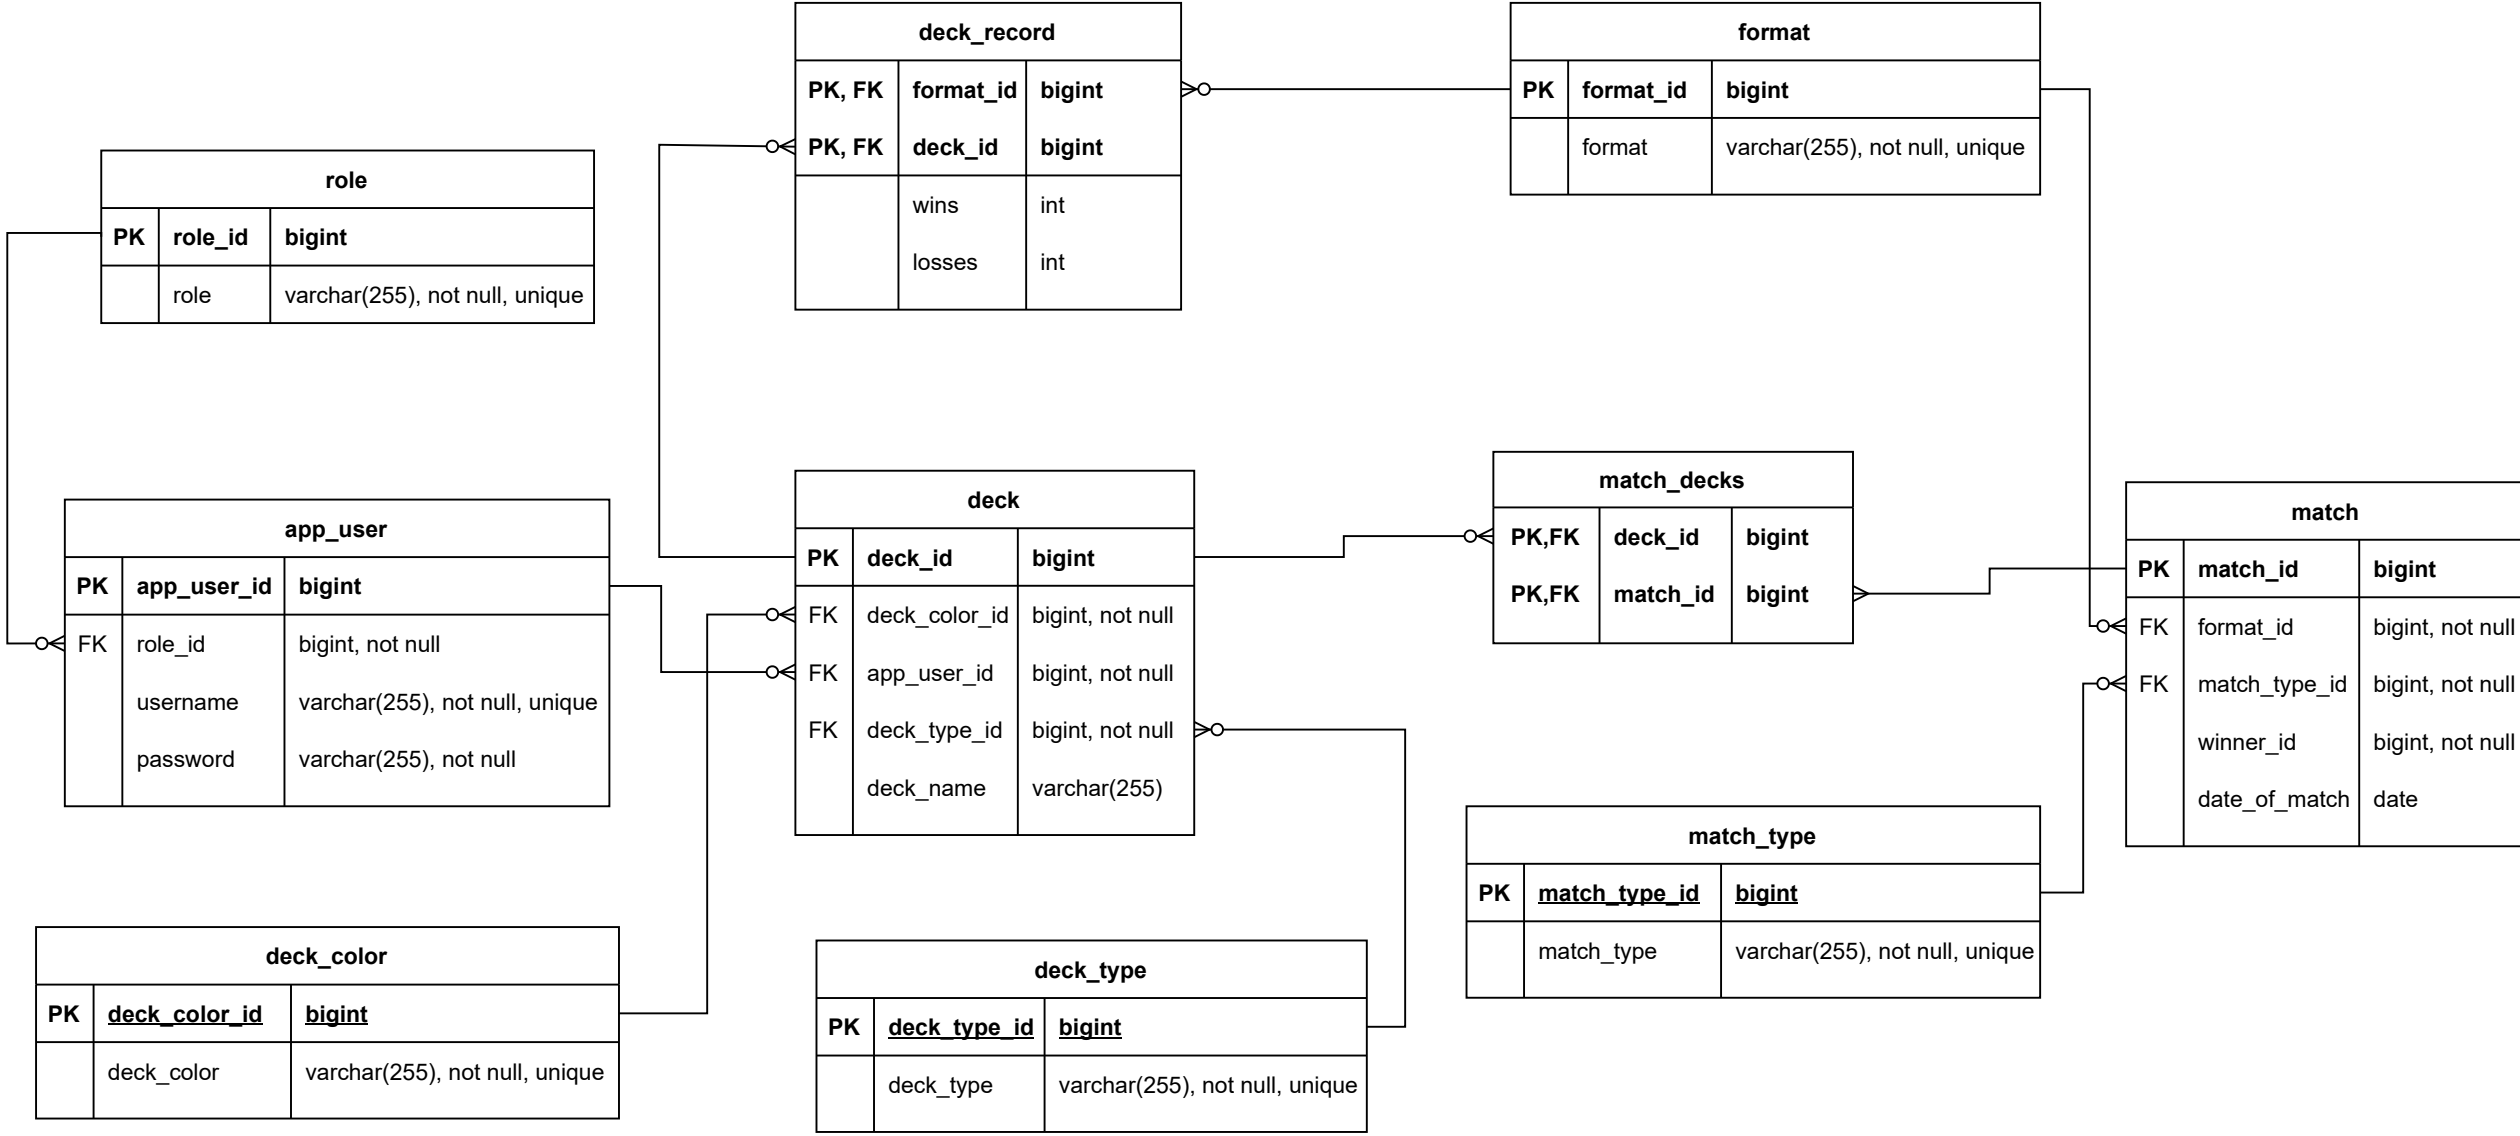 deck_record
PK, FK format_id bigint
PK, FK deck_id bigint
wins int
losses int
format
PK format_id bigint
format varchar(255), not null, unique
role
PK role_id bigint
role varchar(255), not null, unique
app_user
PK app_user_id bigint
FK role_id bigint, not null
username varchar(255), not null, unique
password varchar(255), not null
deck
PK deck_id bigint
FK deck_color_id bigint, not null
FK app_user_id bigint, not null
FK deck_type_id bigint, not null
deck_name varchar(255)
match_decks
PK,FK deck_id bigint
PK,FK match_id bigint
match
PK match_id bigint
FK format_id bigint, not null
FK match_type_id bigint, not null
winner_id bigint, not null
date_of_match date
match_type
PK match_type_id bigint
match_type varchar(255), not null, unique
deck_color
PK deck_color_id bigint
deck_color varchar(255), not null, unique
deck_type
PK deck_type_id bigint
deck_type varchar(255), not null, unique